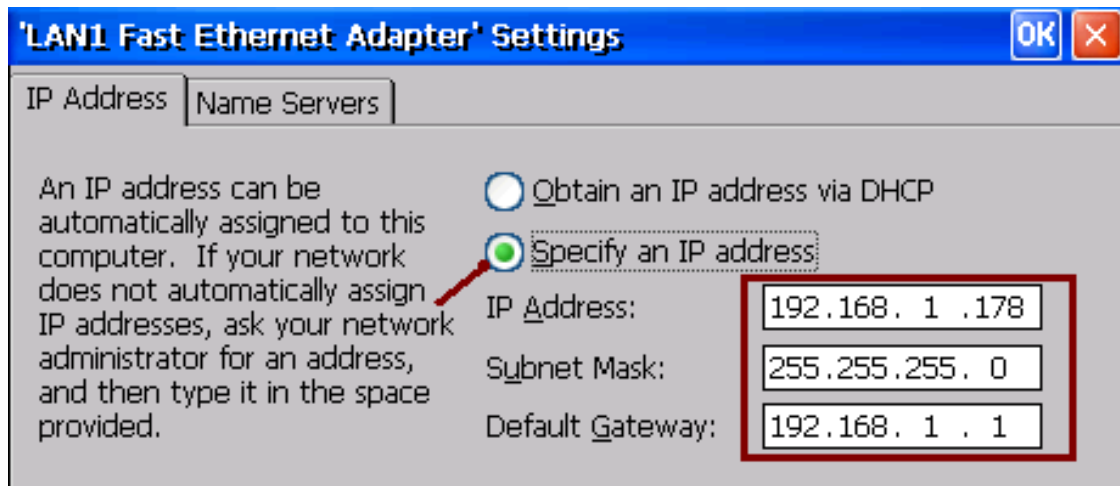 'LAN1 Fast Ethernet Adapter' Settings OK
IP Address Name Servers
An IP address can be
automatically assigned to this
computer.  If your network
does not automatically assign
IP addresses, ask your network
administrator for an address,
and then type it in the space
provided.
Obtain an IP address via DHCP
Specify an IP address
IP Address: 192.168. 1 .178
Subnet Mask: 255.255.255. 0
Default Gateway: 192.168. 1 . 1